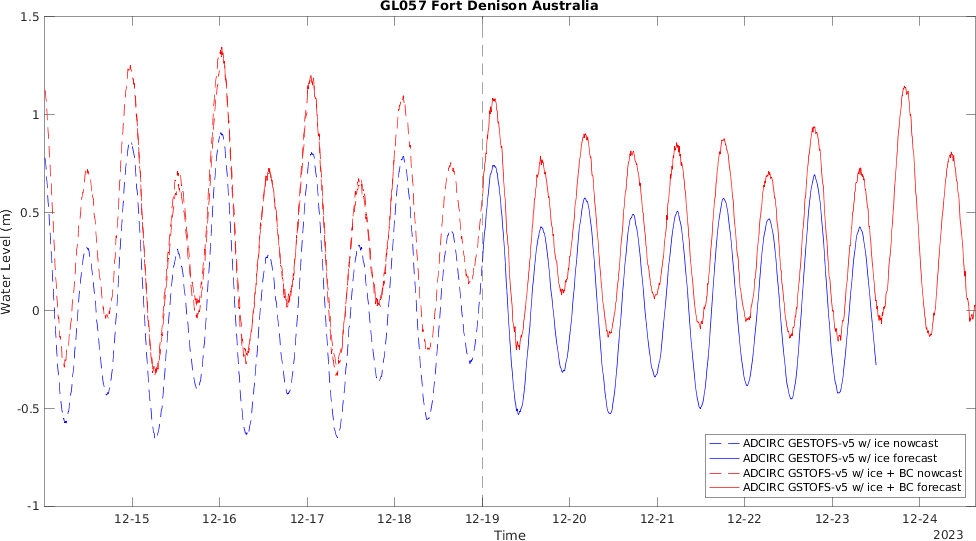 GL057 Fort Denison Australia
1.5
1
0.5
0
-0.5
-1
Water Level (m)
12-15 12-16 12-17 12-18 12-19 12-20 12-21 12-22 12-23 12-24
Time
2023
ADCIRC GESTOFS-v5 w/ ice nowcast
ADCIRC GESTOFS-v5 w/ ice forecast
ADCIRC GSTOFS-v5 w/ ice + BC nowcast
ADCIRC GSTOFS-v5 w/ ice + BC forecast